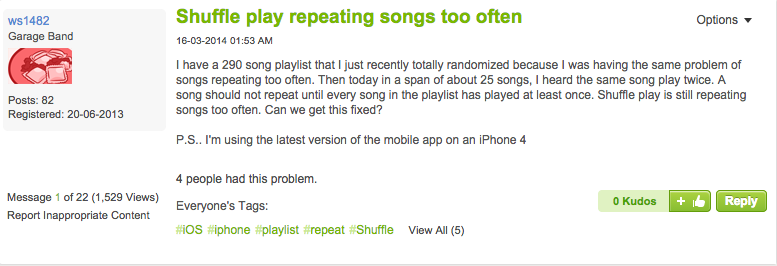 Shuffle play repeating songs too often
Options
ws1482
Garage Band
Posts: 82
Registered: 20-06-2013
16-03-2014 01:53 AM
I have a 290 song playlist that I just recently totally randomized because I was having the same problem of
songs repeating too often. Then today in a span of about 25 songs, I heard the same song play twice. A
song should not repeat until every song in the playlist has played at least once. Shuffle play is still repeating
songs too often. Can we get this fixed?
P.S.. I'm using the latest version of the mobile app on an iPhone 4
4 people had this problem.
Message 1 of 22 (1,529 Views)
Report Inappropriate Content
0 Kudos
+
Reply
Everyone's Tags:
#iOS #iphone #playlist #repeat #Shuffle View All (5)